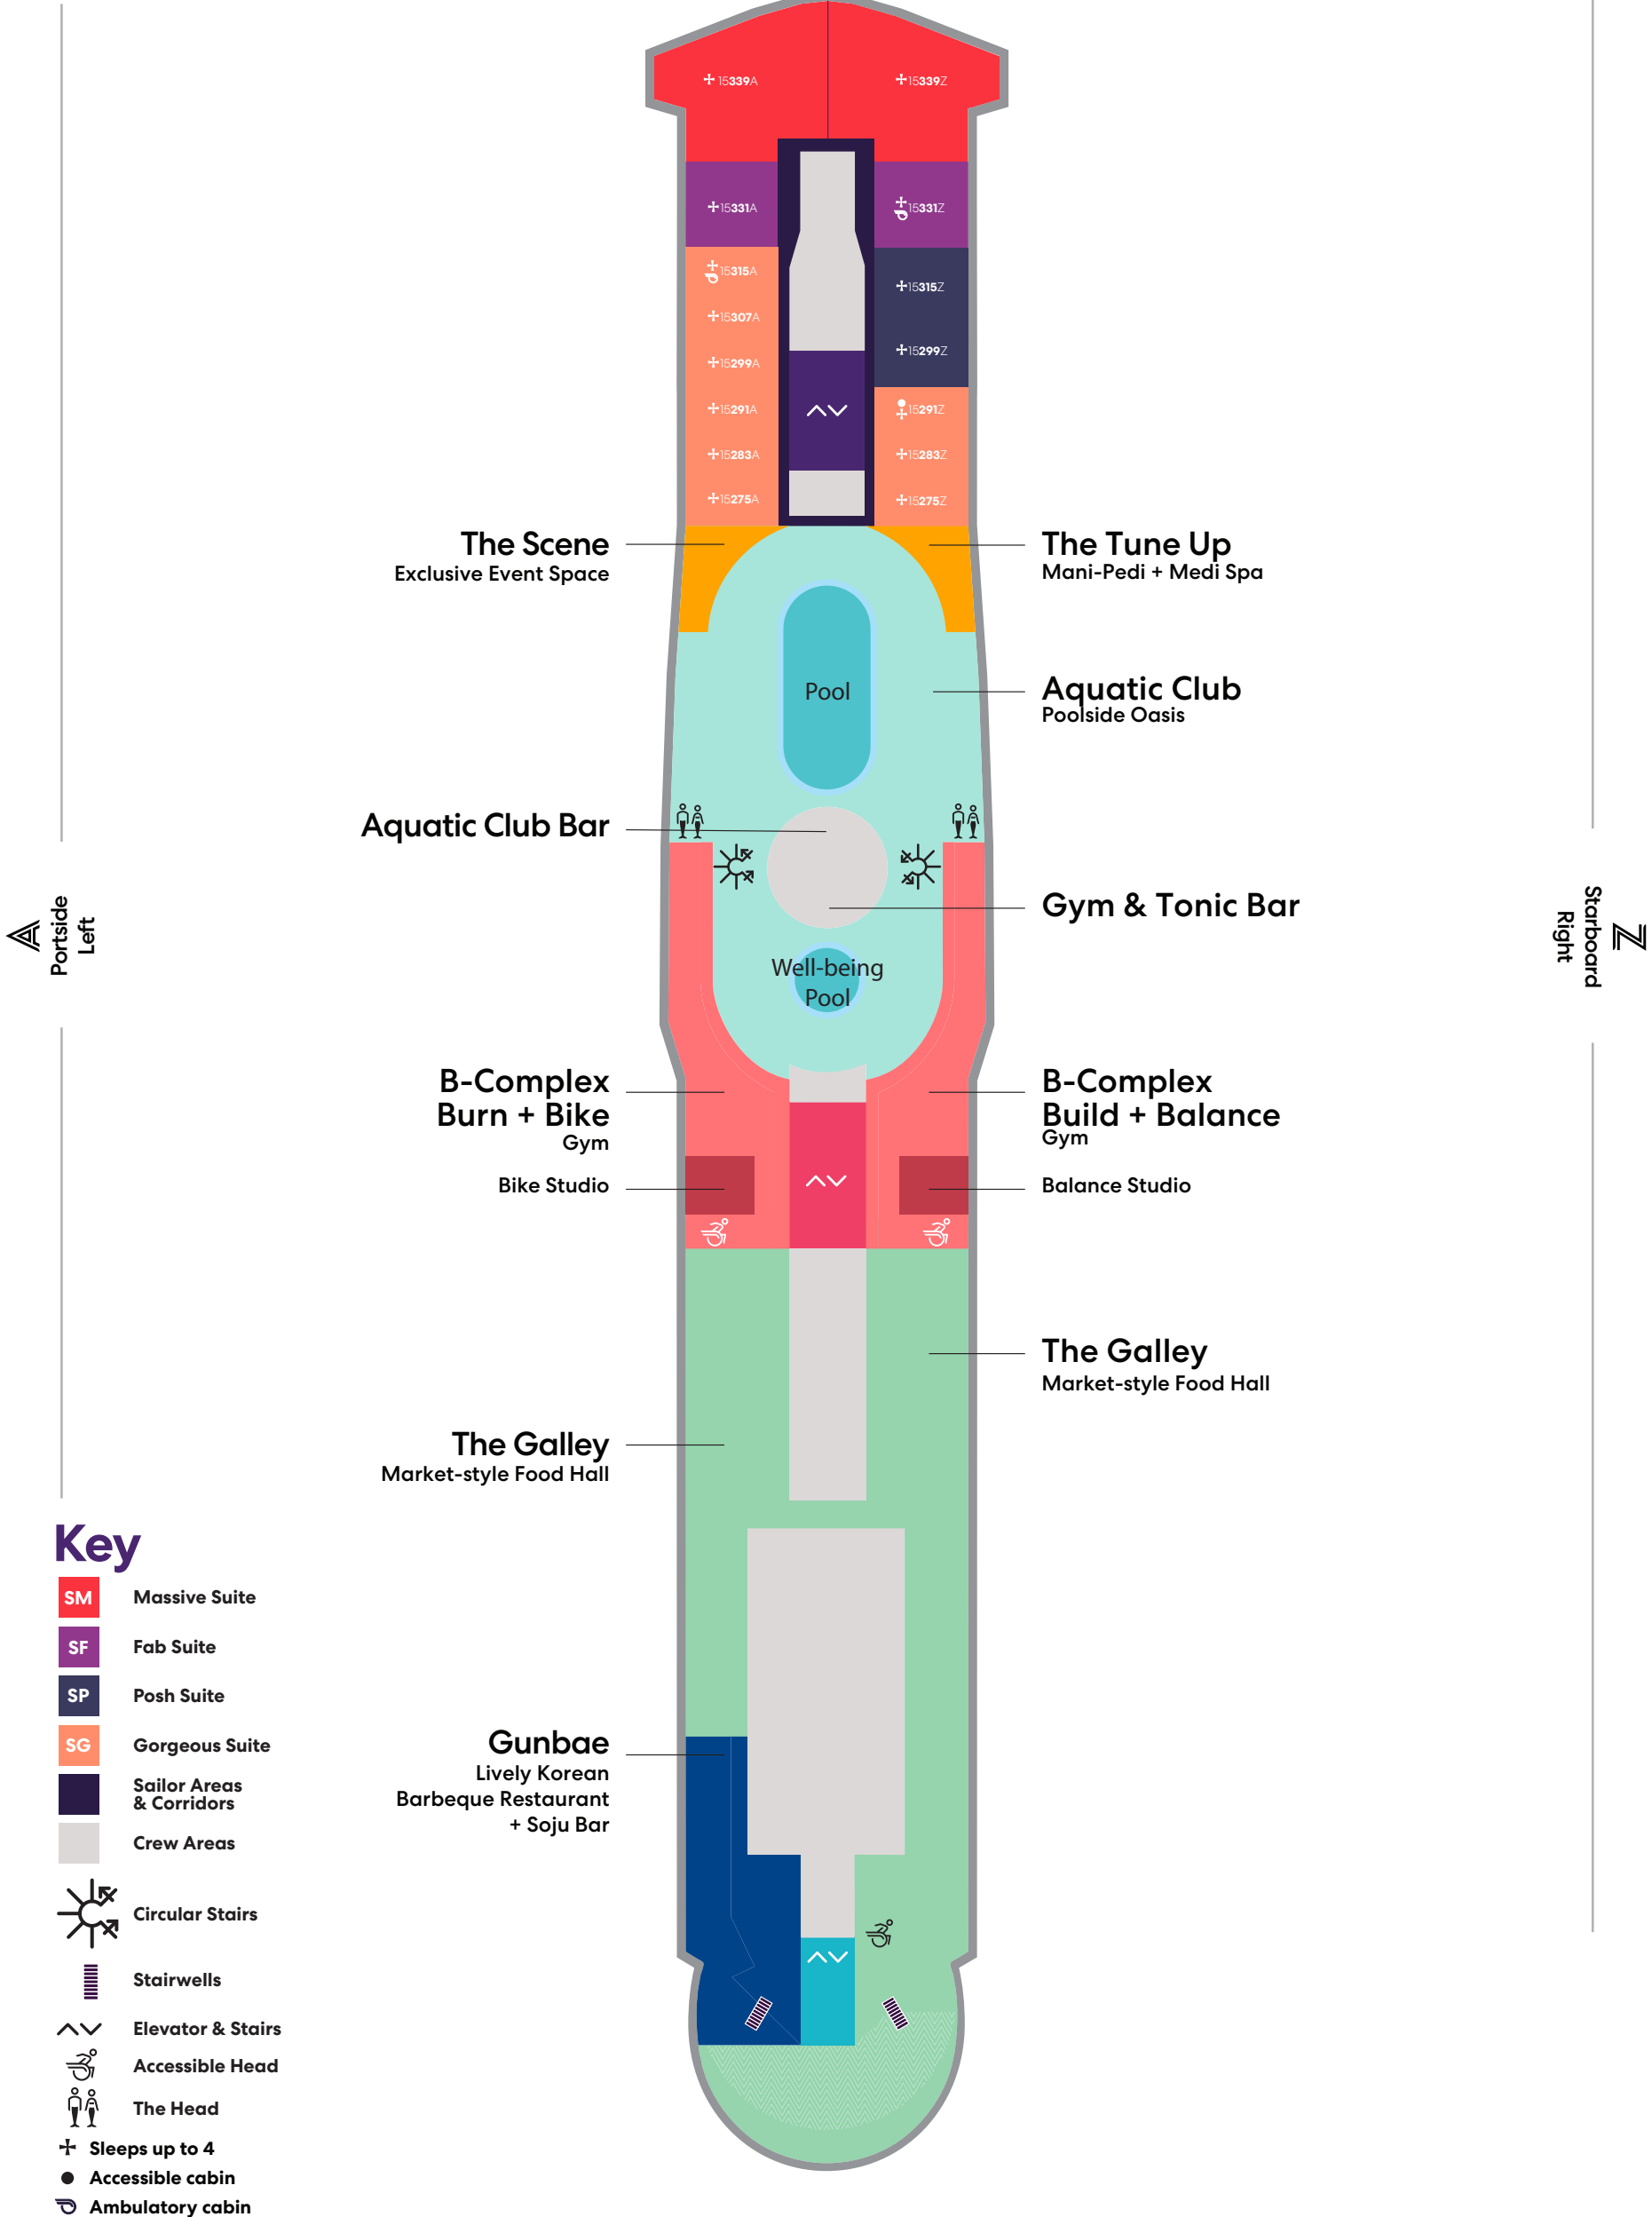 15339A
15339Z
15331A
15331Z
15315A
15315Z
15307A
15299A
15299Z
15291A
15291Z
15283A
15283Z
15275A
15275Z
The Scene
Exclusive Event Space
The Tune Up
Mani-Pedi + Medi Spa
Pool
Aquatic Club
Poolside Oasis
Aquatic Club Bar
Gym & Tonic Bar
A
Portside
Left
Z
Starboard
Right
Well-being
Pool
B-Complex
Burn + Bike
Gym
B-Complex
Build + Balance
Gym
Bike Studio
Balance Studio
The Galley
Market-style Food Hall
The Galley
Market-style Food Hall
Gunbae
Lively Korean
Barbeque Restaurant
+ Soju Bar
Key
SM Massive Suite
SF Fab Suite
SP Posh Suite
SG Gorgeous Suite
Sailor Areas
& Corridors
Crew Areas
Circular Stairs
Stairwells
Elevator & Stairs
Accessible Head
The Head
Sleeps up to 4
Accessible cabin
Ambulatory cabin